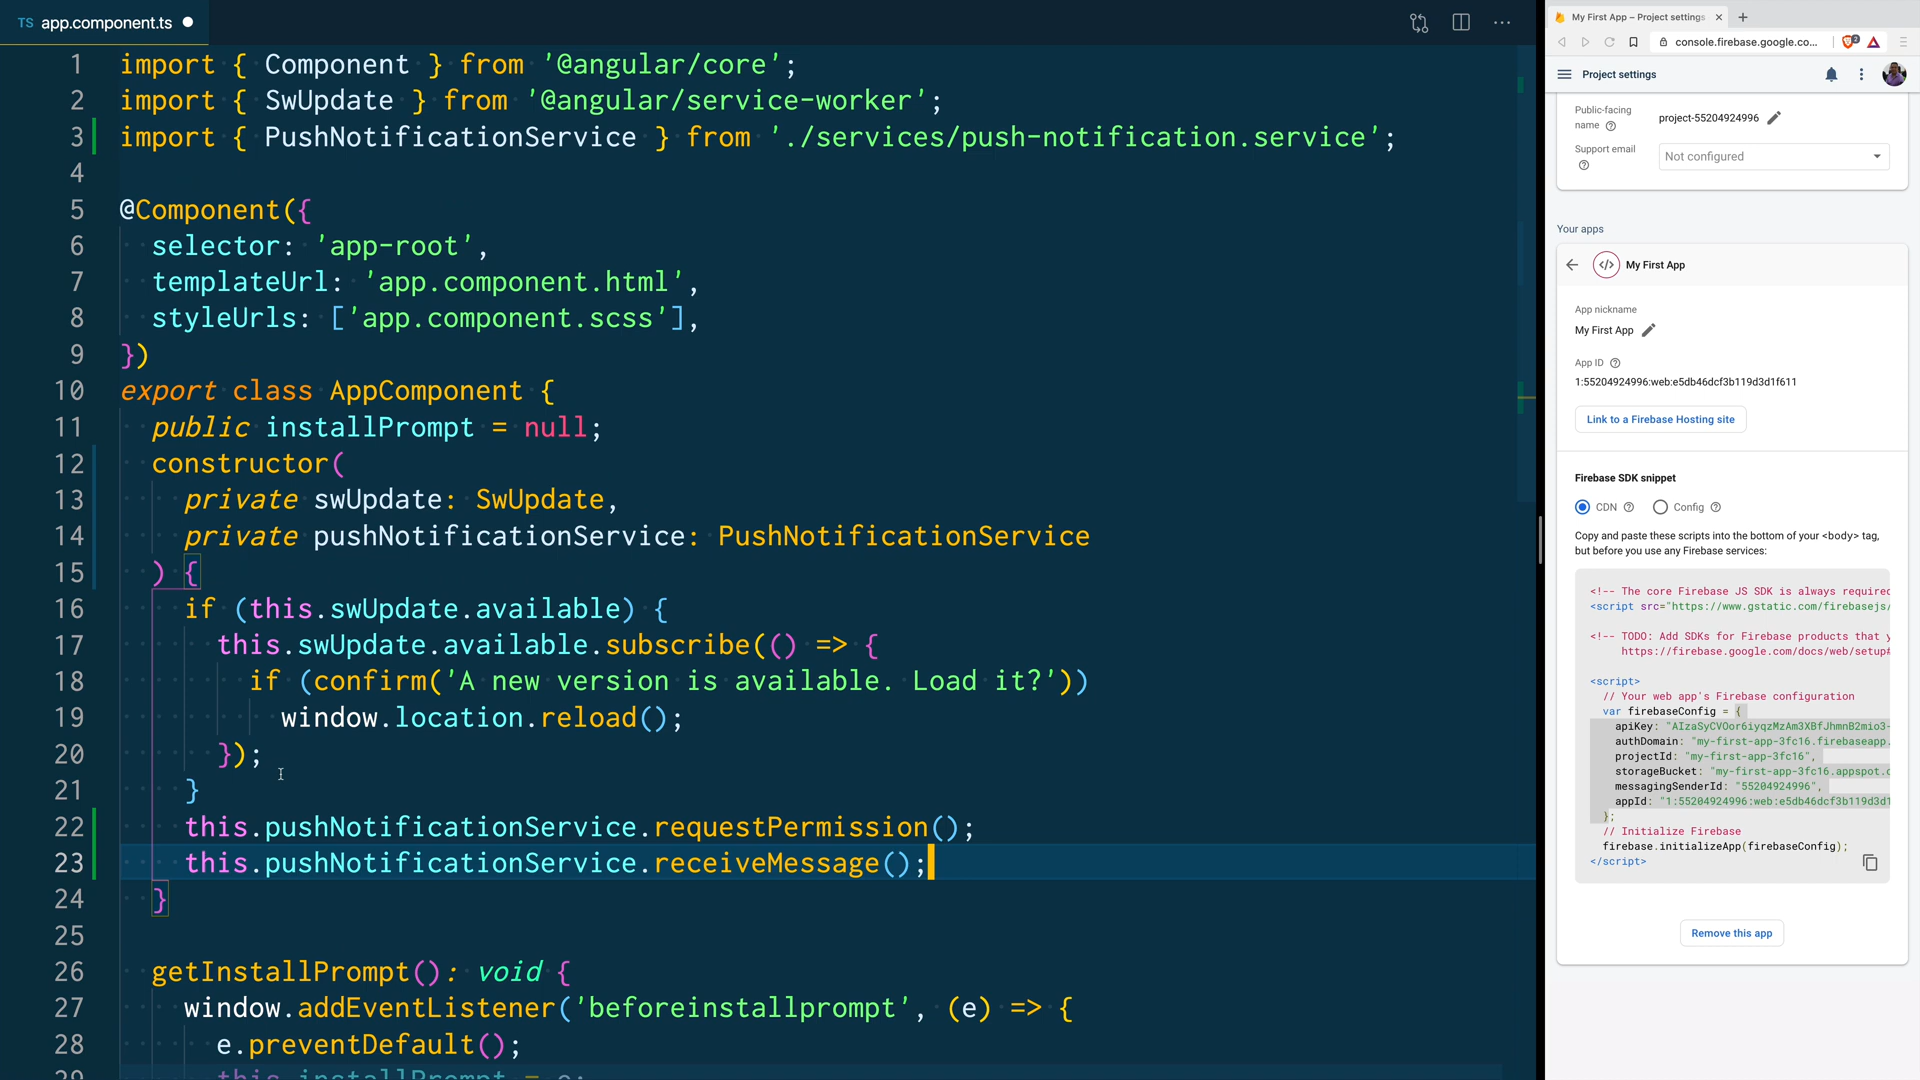 TS app.component.ts
1 import { Component } from '@angular/core';
2 import { SwUpdate } from '@angular/service-worker';
3 import { PushNotificationService } from './services/push-notification.service';
4
5 @Component({
6 selector: 'app-root',
7 templateUrl: 'app.component.html',
8 styleUrls: ['app.component.scss'],
9 })
10 export class AppComponent {
11 public installPrompt = null;
12 constructor(
13 private swUpdate: SwUpdate,
14 private pushNotificationService: PushNotificationService
15 ) {
16 if (this.swUpdate.available) {
17 this.swUpdate.available.subscribe(() => {
18 if (confirm('A new version is available. Load it?'))
19 window.location.reload();
20 });
21 }
22 this.pushNotificationService.requestPermission();
23 this.pushNotificationService.receiveMessage();
24 }
25
26 getInstallPrompt(): void {
27 window.addEventListener('beforeinstallprompt', (e) => {
28 e.preventDefault();
29 this.installPrompt = e;
My First App – Project settings
console.firebase.google.co...
2
Project settings
Public-facing
name
project-55204924996
Support email
Not configured
Your apps
My First App
App nickname
My First App
App ID
1:55204924996:web:e5db46dcf3b119d3d1f611
Link to a Firebase Hosting site
Firebase SDK snippet
CDN
Config
Copy and paste these scripts into the bottom of your <body> tag,
but before you use any Firebase services:
<!-- The core Firebase JS SDK is always required
<script src="https://www.gstatic.com/firebasejs/
<!-- TODO: Add SDKs for Firebase products that y
https://firebase.google.com/docs/web/setup#
<script>
// Your web app's Firebase configuration
var firebaseConfig = {
apiKey: "AIzaSyCVOor6iyqzMzAm3XBfJhmnB2mio3-
authDomain: "my-first-app-3fc16.firebaseapp.
projectId: "my-first-app-3fc16",
storageBucket: "my-first-app-3fc16.appspot.c
messagingSenderId: "55204924996",
appId: "1:55204924996:web:e5db46dcf3b119d3d1
};
// Initialize Firebase
firebase.initializeApp(firebaseConfig);
</script>
Remove this app